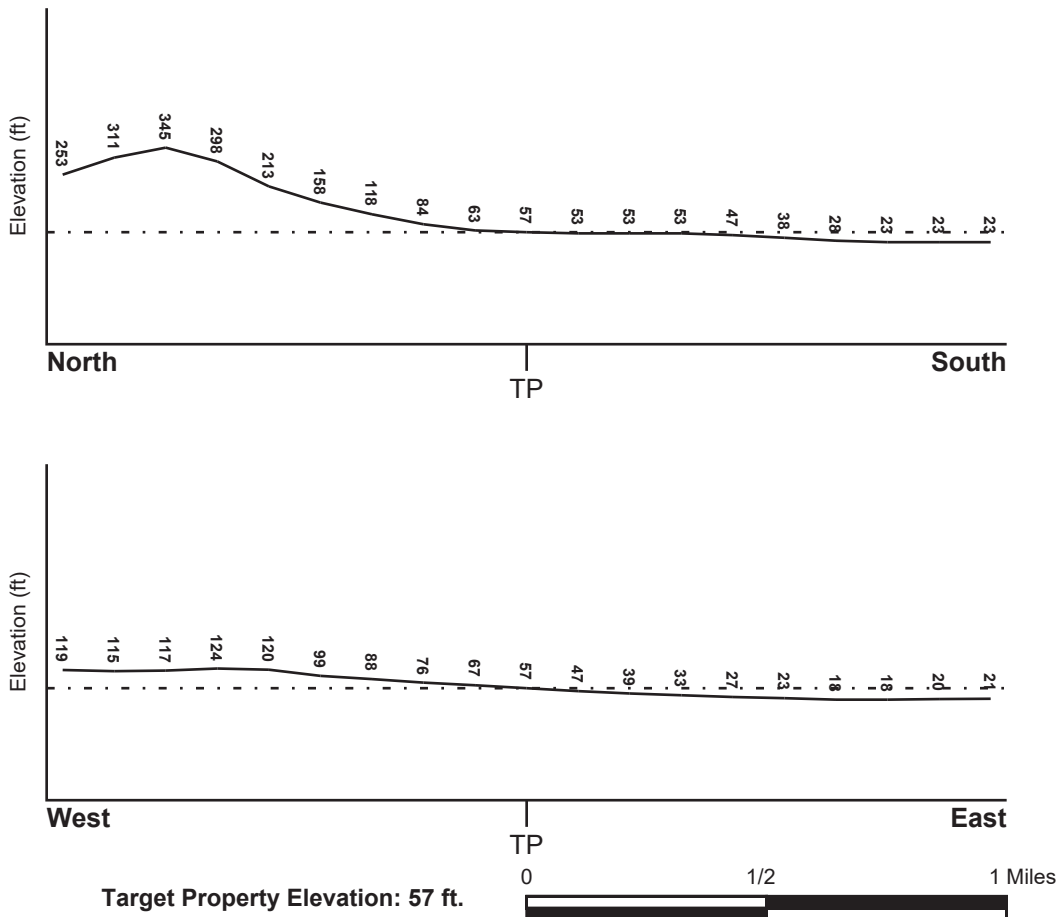 Elevation (ft)
253 311 345 298 213 158 118 84 63 57 53 53 53 47 38 28 23 23 23
North South
TP
Elevation (ft)
119 115 117 124 120 99 88 76 67 57 47 39 33 27 23 18 18 20 21
West East
TP
Target Property Elevation: 57 ft.
0 1/2 1 Miles